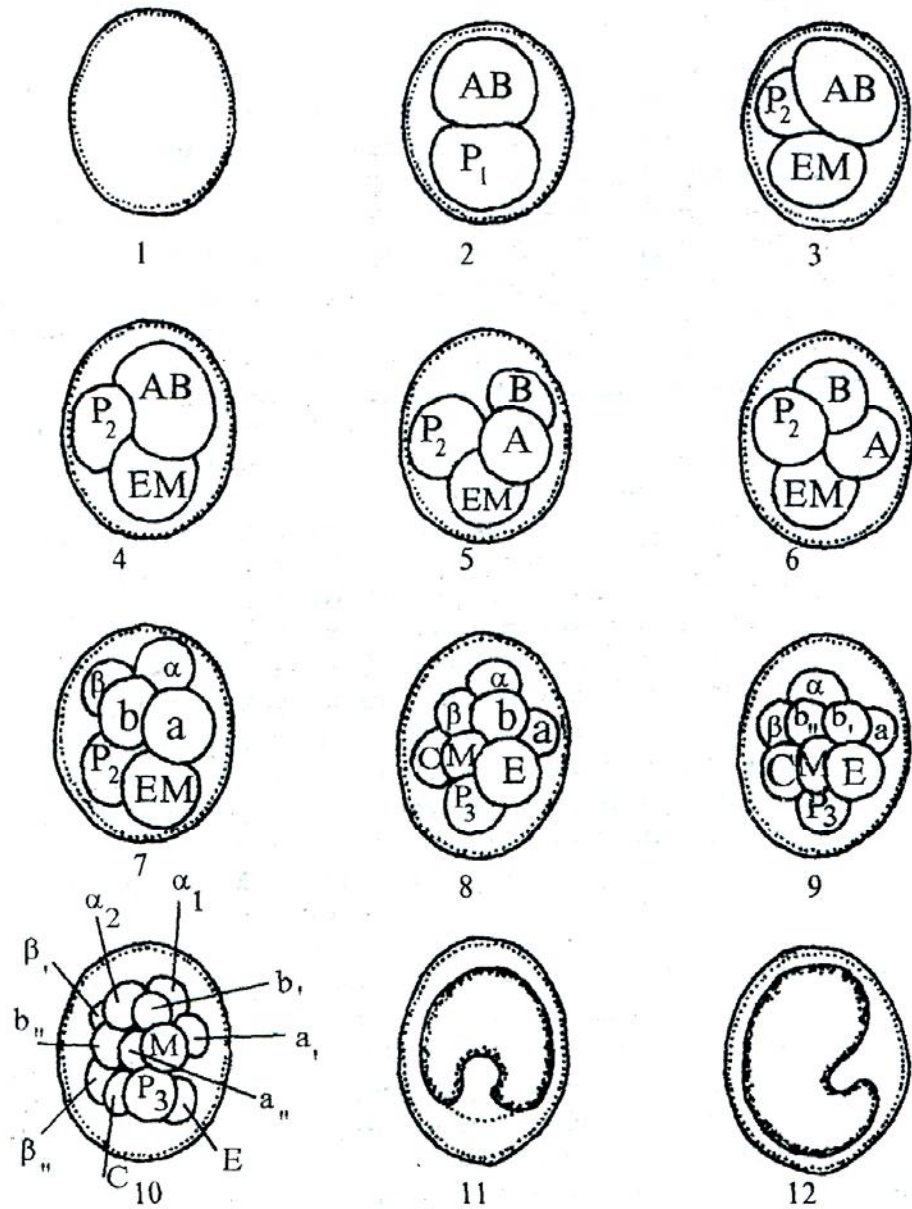 AB
P₁
P₂
AB
EM
1
2
3
AB
P₂
EM
B
P₂
A
EM
B
P₂
A
EM
4
5
6
α
β
b
a
P₂
EM
α
β
b
a
C
M
E
P₃
α
β
b,,
b,
a
C
M
E
P₃
7
8
9
α₁
α₂
β,
b,
b,,
M
a,
P₃
a,,
β,,
C
E
10
11
12